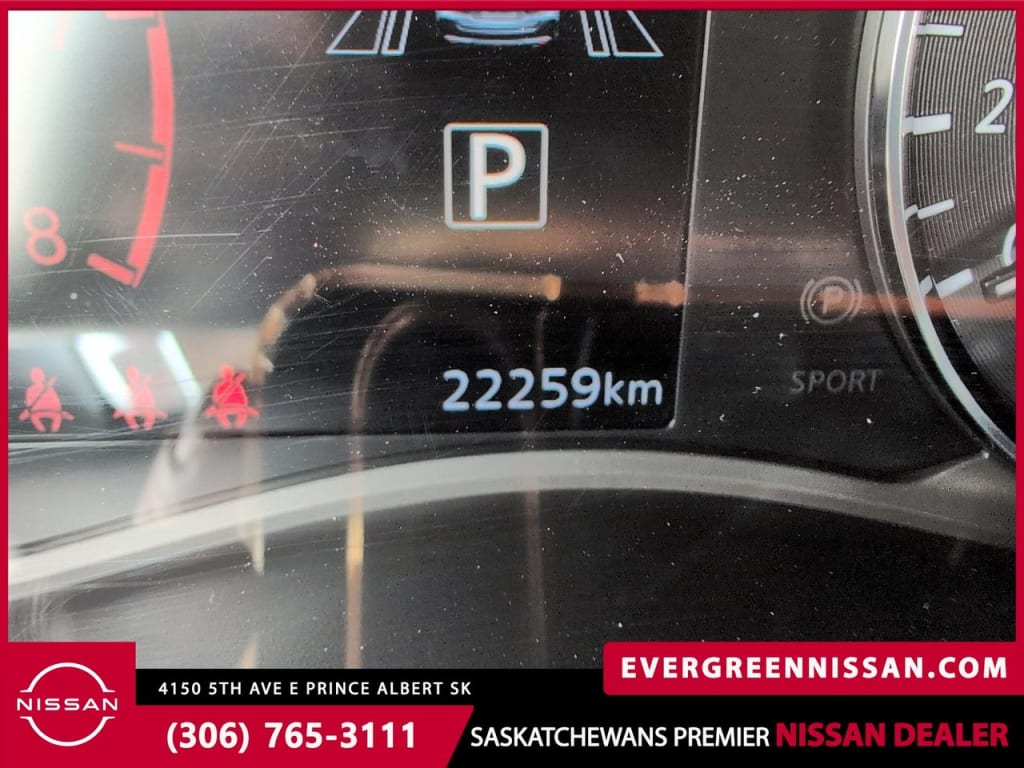 P
2
8
P
22259km
SPORT
NISSAN
4150 5TH AVE E PRINCE ALBERT SK
(306) 765-3111
EVERGREENNISSAN.COM
SASKATCHEWANS PREMIER NISSAN DEALER